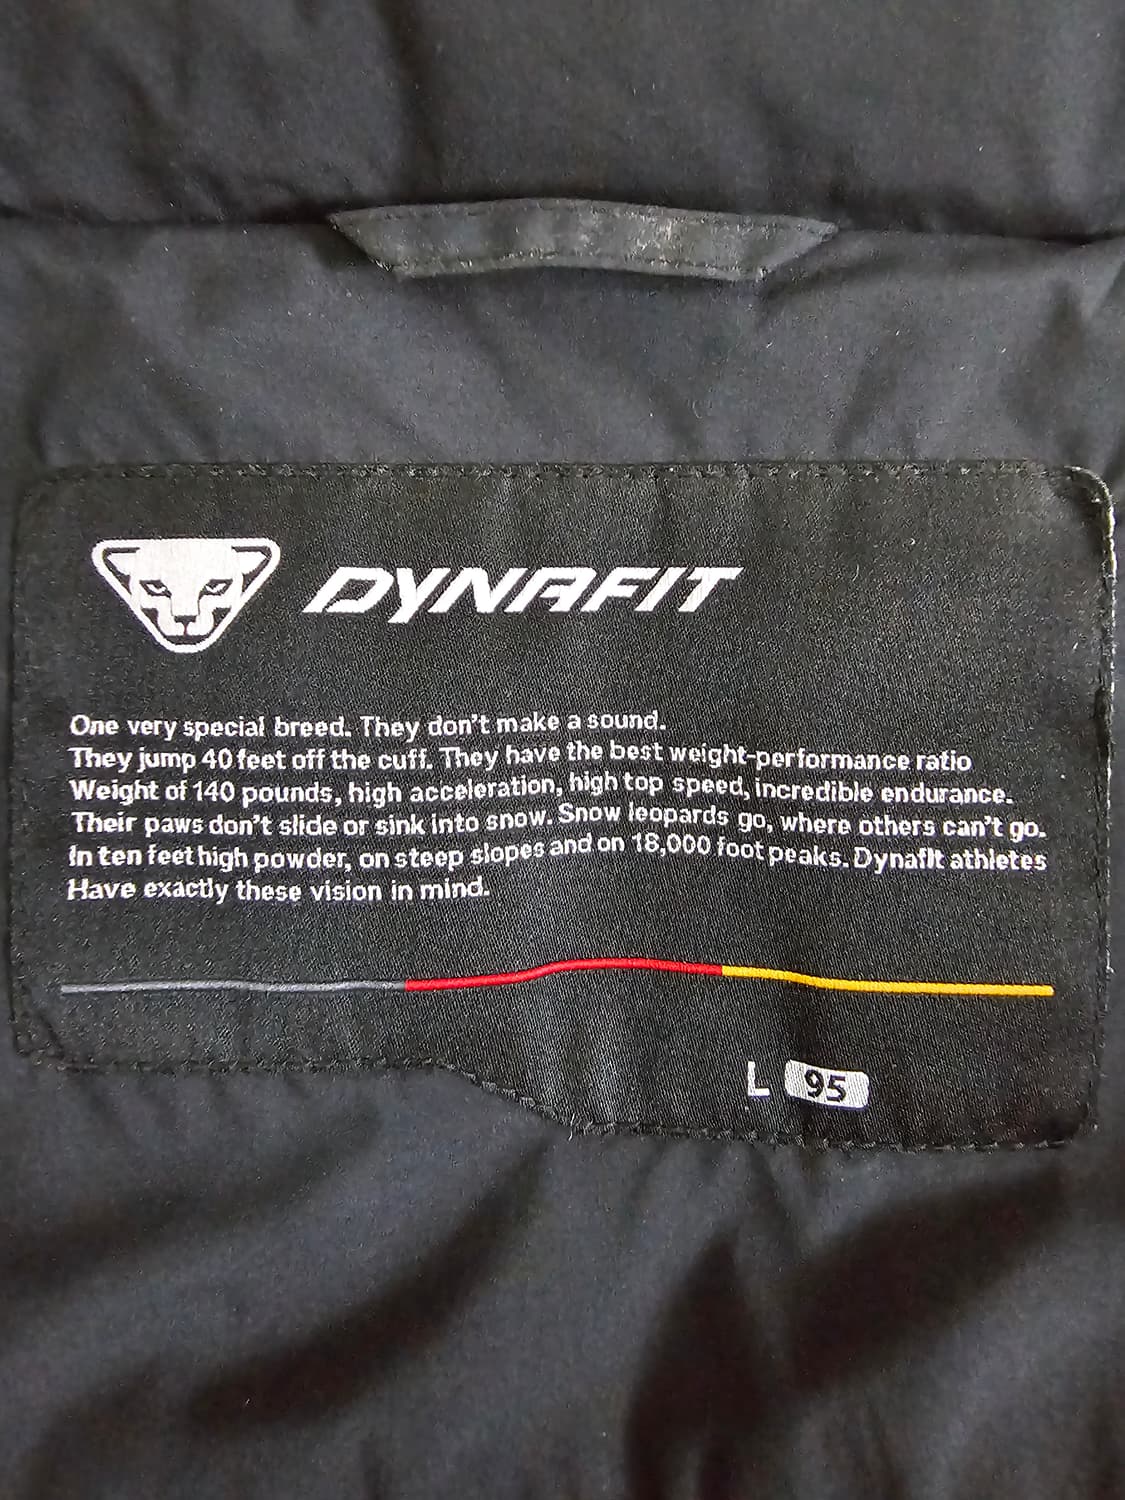 DYNAFIT
One very special breed. They don't make a sound.
They jump 40 feet off the cuff. They have the best weight-performance ratio
Weight of 140 pounds, high acceleration, high top speed, incredible endurance.
Their paws don't slide or sink into snow. Snow leopards go, where others can't go.
In ten feet high powder, on steep slopes and on 18,000 foot peaks. Dynafit athletes
Have exactly these vision in mind.
L 95